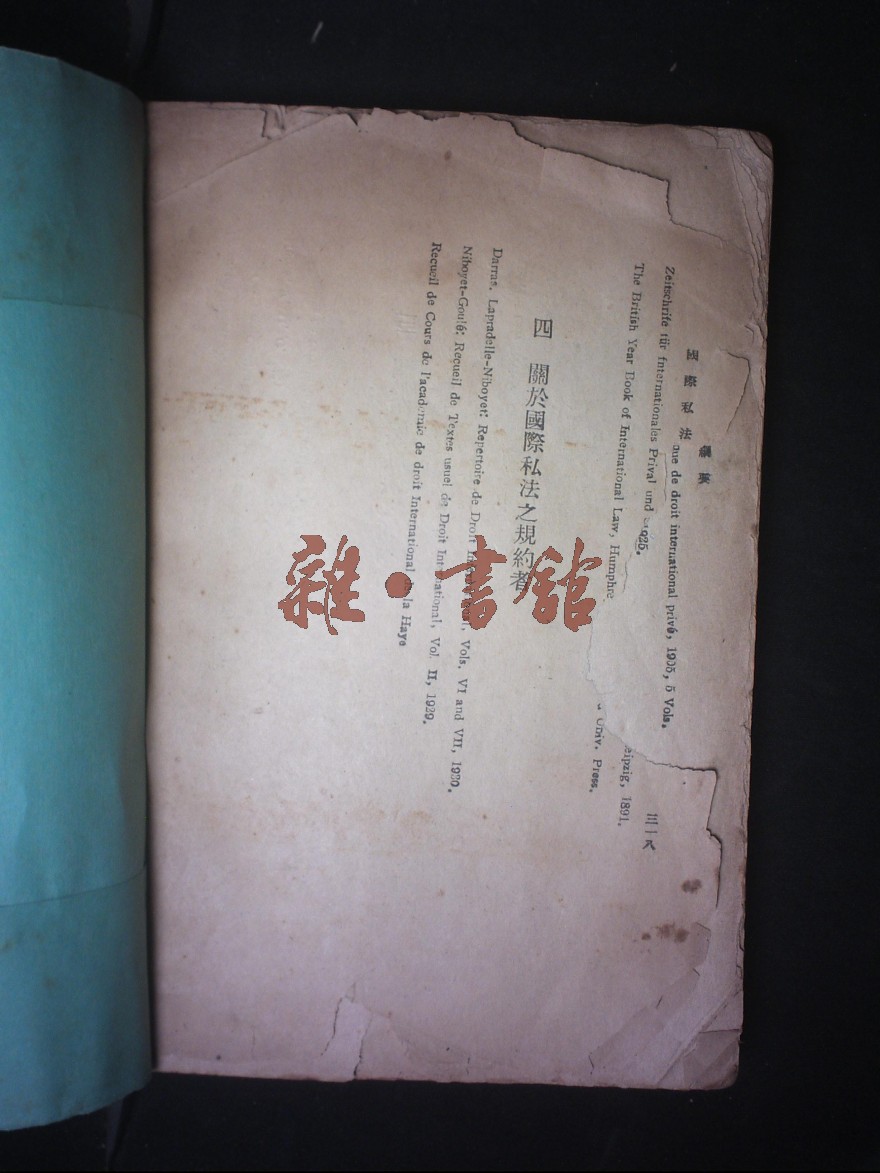 國際私法綱要
三一八
que de droit international privé, 1905, 5 Vols.
1925.
Zeitschrift für Internationales Privat und
eipzig, 1891.
The British Year Book of International Law, Humphre
Univ. Press.
四 關於國際私法之規約者
Darras. Lapradelle-Niboyet: Repertoire de Droit International, Vols. VI and VII, 1930.
Niboyet-Goulé: Recueil de Textes usuel de Droit International, Vol. II, 1929.
Recueil de Cours de l'academie de droit International de la Haye
雜·書館